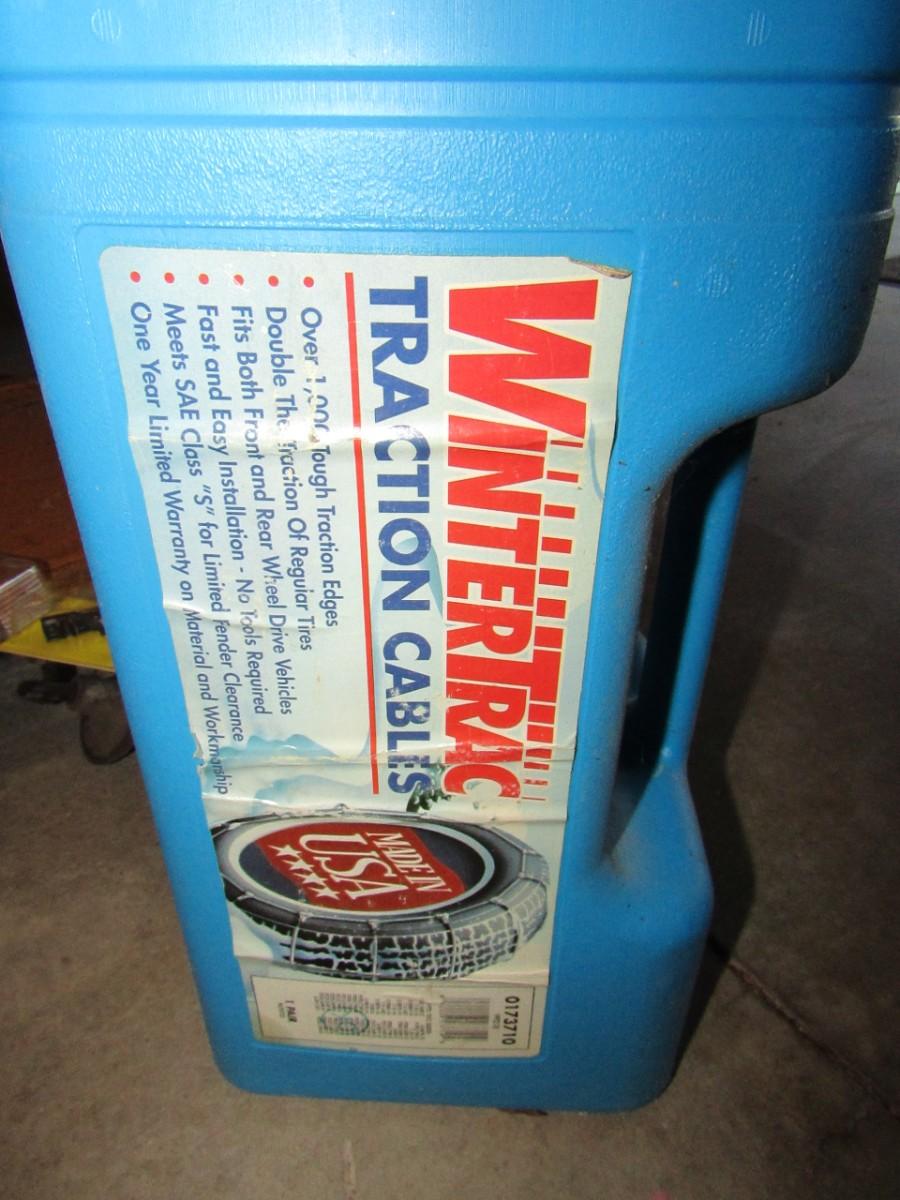 WINTERTRAC
TRACTION CABLES
• Over 1,000 Tough Traction Edges
• Double The Traction Of Regular Tires
• Fits Both Front and Rear Wheel Drive Vehicles
• Fast and Easy Installation - No Tools Required
• Meets SAE Class "S" for Limited Fender Clearance
• One Year Limited Warranty on Material and Workmanship
MADE IN
USA
0173710
1 PAIR